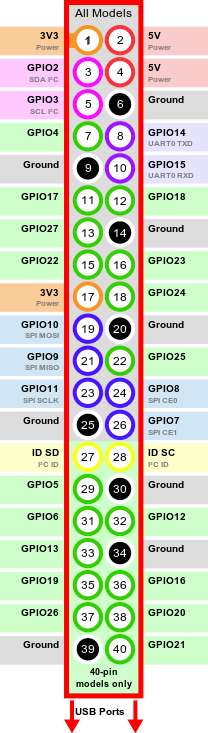 All Models
3V3 1 2 5V
Power Power
GPIO2 3 4 5V
SDA I²C Power
GPIO3 5 6 Ground
SCL I²C
GPIO4 7 8 GPIO14
UART0 TXD
Ground 9 10 GPIO15
UART0 RXD
GPIO17 11 12 GPIO18
GPIO27 13 14 Ground
GPIO22 15 16 GPIO23
3V3 17 18 GPIO24
Power
GPIO10 19 20 Ground
SPI MOSI
GPIO9 21 22 GPIO25
SPI MISO
GPIO11 23 24 GPIO8
SPI SCLK SPI CE0
Ground 25 26 GPIO7
SPI CE1
ID SD 27 28 ID SC
I²C ID I²C ID
GPIO5 29 30 Ground
GPIO6 31 32 GPIO12
GPIO13 33 34 Ground
GPIO19 35 36 GPIO16
GPIO26 37 38 GPIO20
Ground 39 40 GPIO21
40-pin
models only
USB Ports